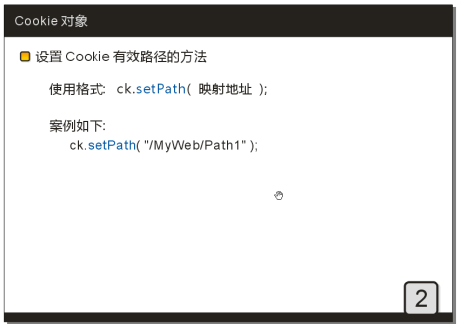 Cookie 对象
设置 Cookie 有效路径的方法
使用格式: ck.setPath( 映射地址 );
案例如下:
ck.setPath( "/MyWeb/Path1" );
2